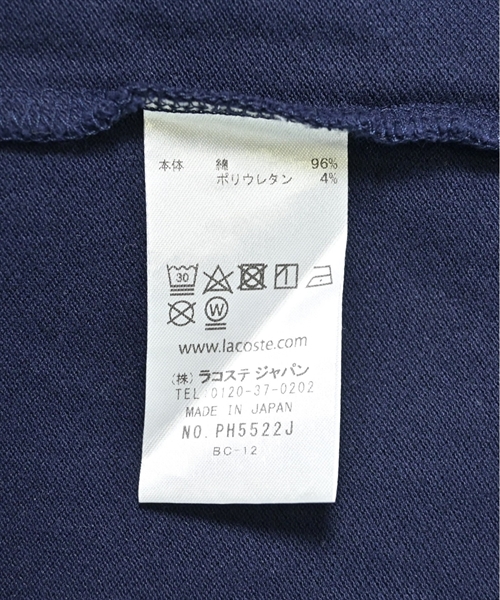 本体 綿 96%
ポリウレタン 4%
30
W
www.lacoste.com
(株) ラコステ ジャパン
TEL:0120-37-0202
MADE IN JAPAN
NO. PH5522J
BC-12